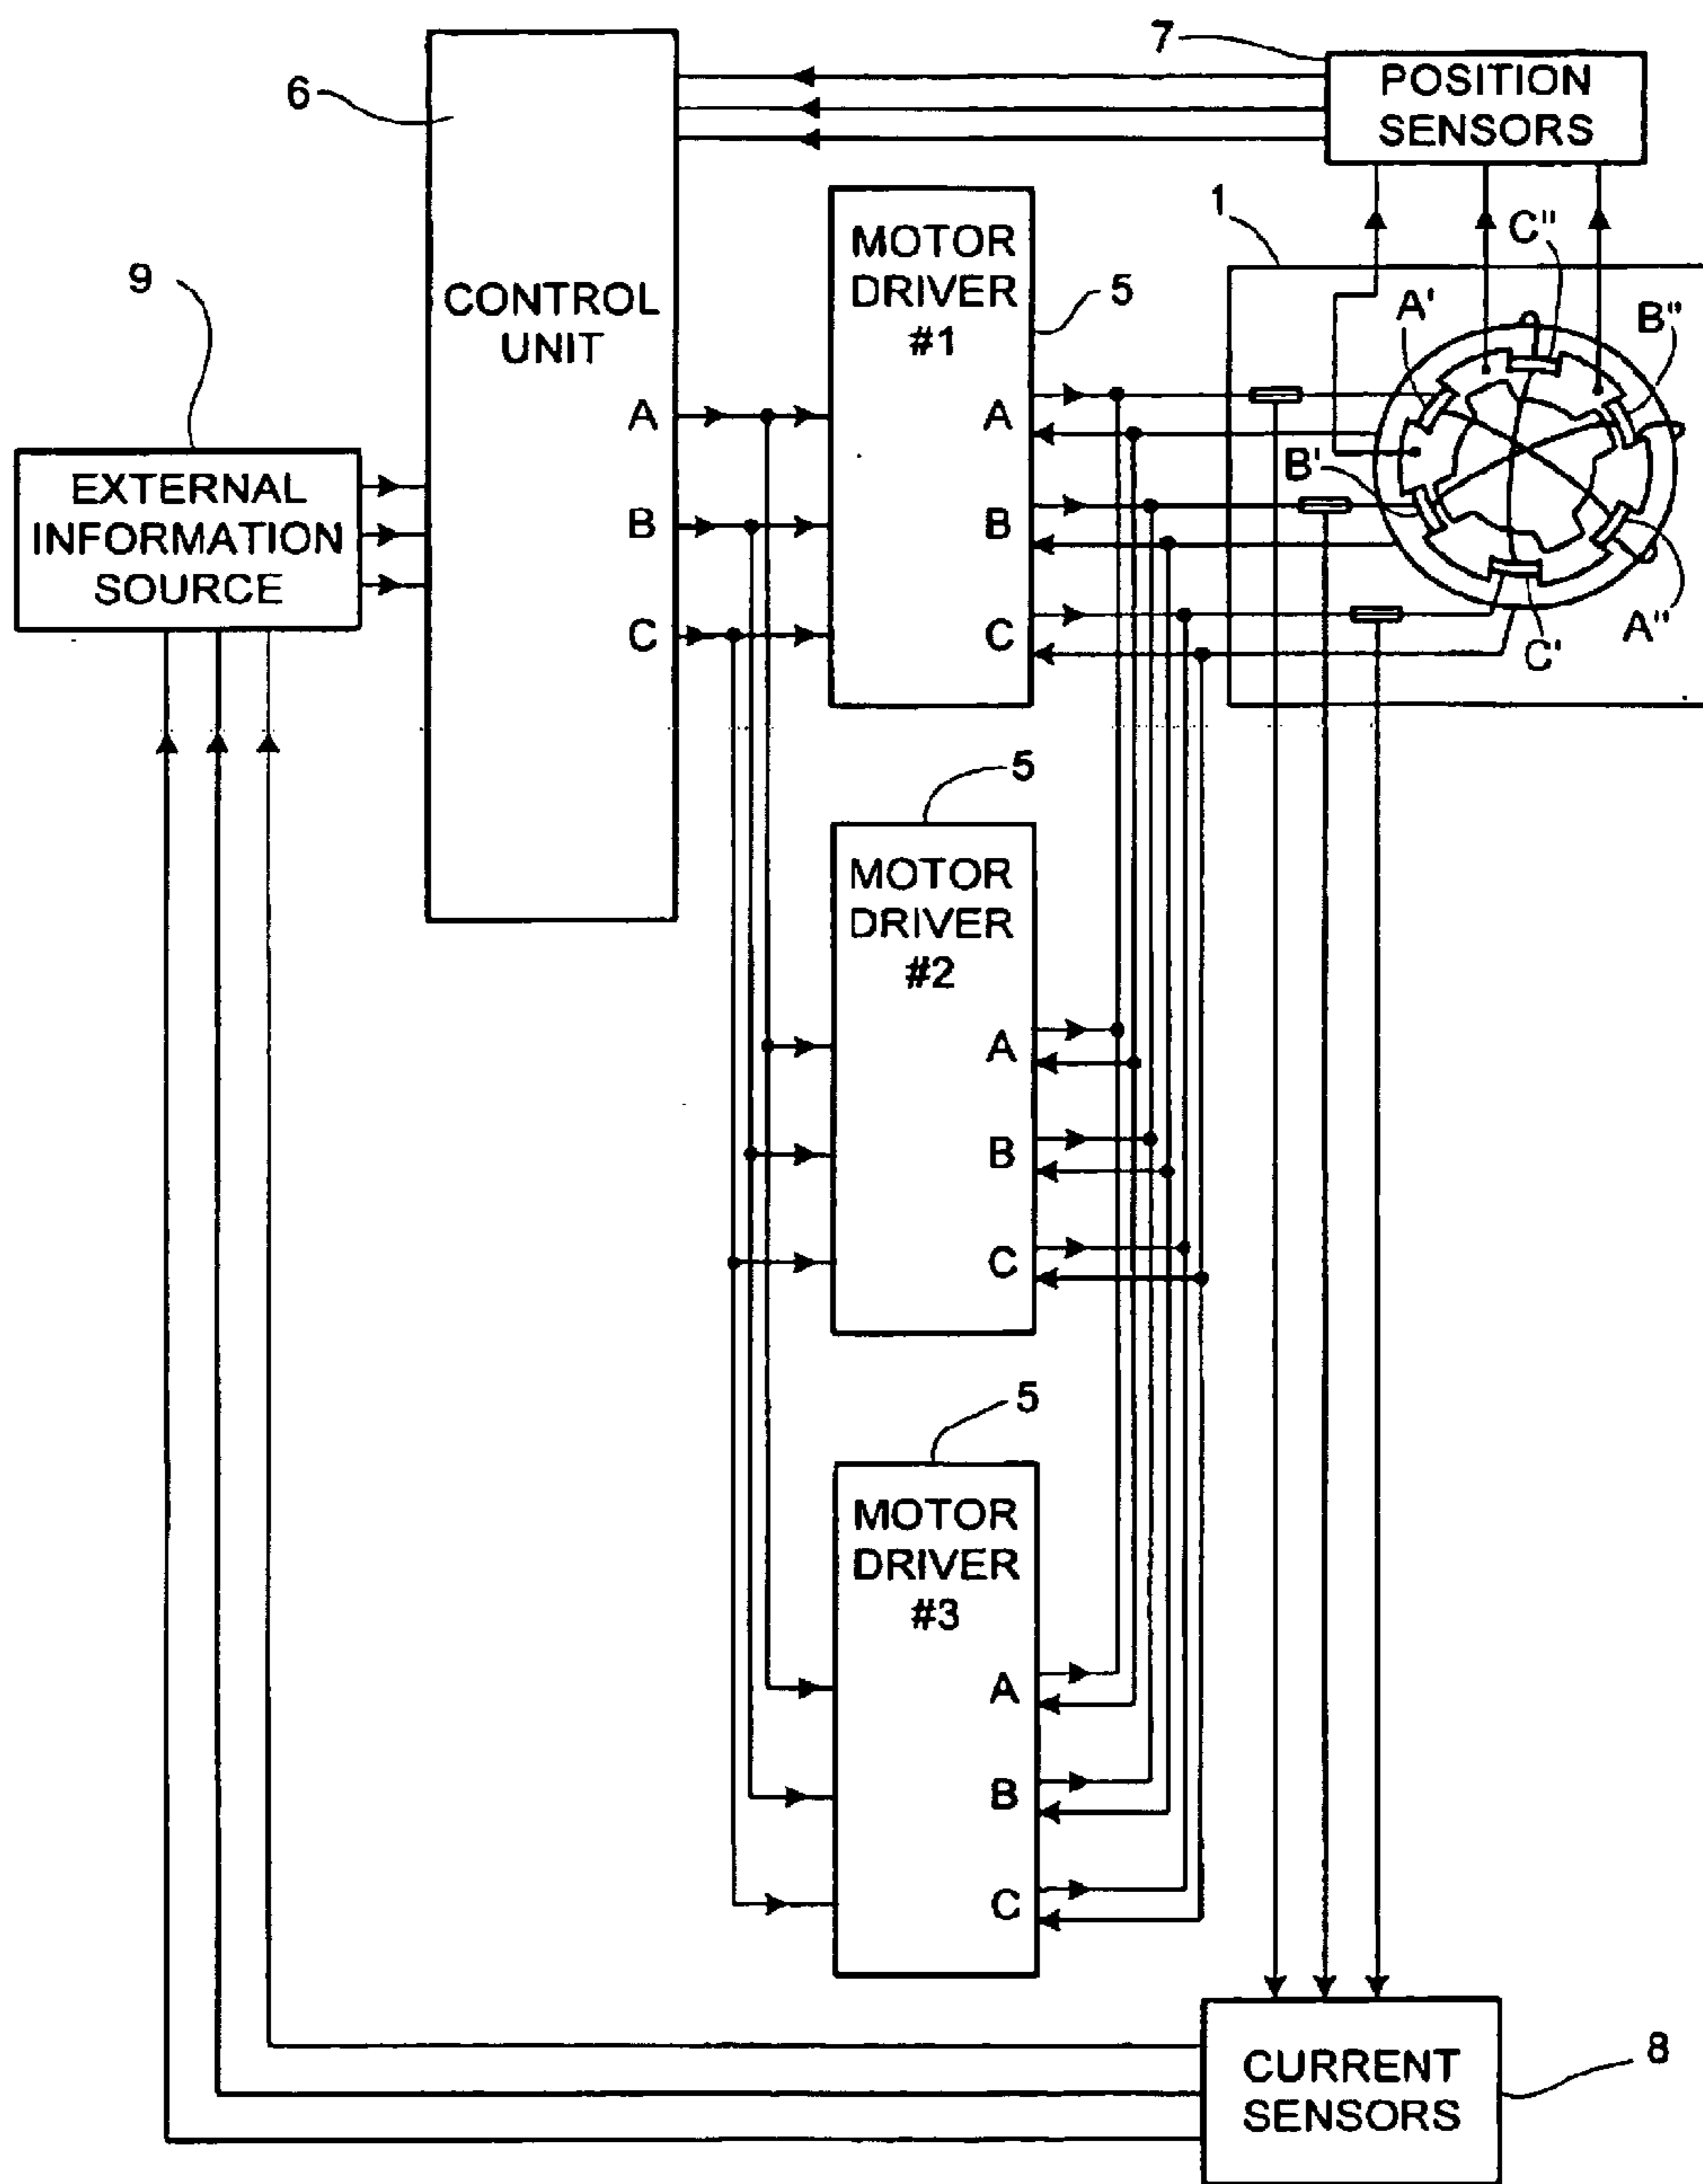 7
POSITION
SENSORS
6
1
C"
MOTOR
DRIVER
#1
5
A'
B"
9
CONTROL
UNIT
A
A
EXTERNAL
INFORMATION
SOURCE
B'
B
B
C
C
A"
C'
5
MOTOR
DRIVER
#2
A
B
C
5
MOTOR
DRIVER
#3
A
B
C
CURRENT
SENSORS
8